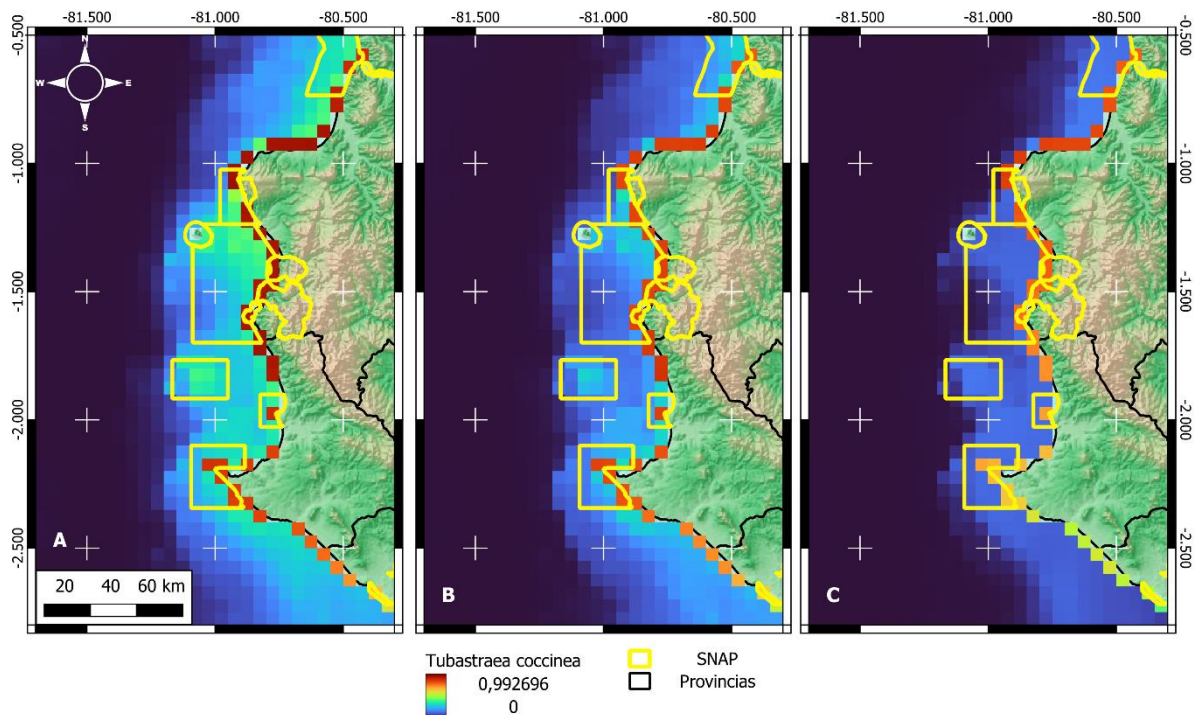 -81.500 -81.000 -80.500 -81.500 -81.000 -80.500 -81.500 -81.000 -80.500
-0.500 -0.500
N
W E
S
-1.000 -1.000
-1.500 -1.500
-2.000 -2.000
-2.500 -2.500
A B C
20 40 60 km
Tubastraea coccinea SNAP
0,992696 Provincias
0